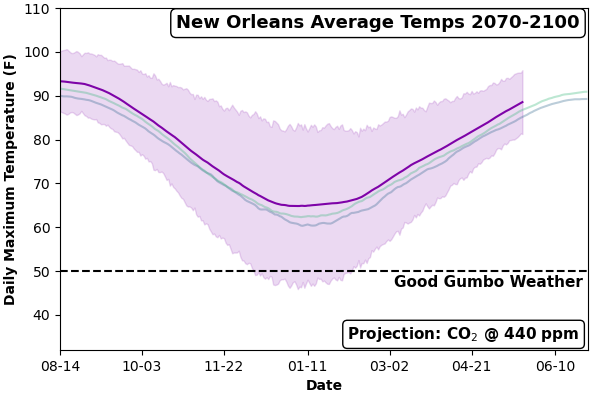 New Orleans Average Temps 2070-2100
Daily Maximum Temperature (F)
110
100
90
80
70
60
50
40
Good Gumbo Weather
Projection: CO₂ @ 440 ppm
08-14 10-03 11-22 01-11 03-02 04-21 06-10
Date